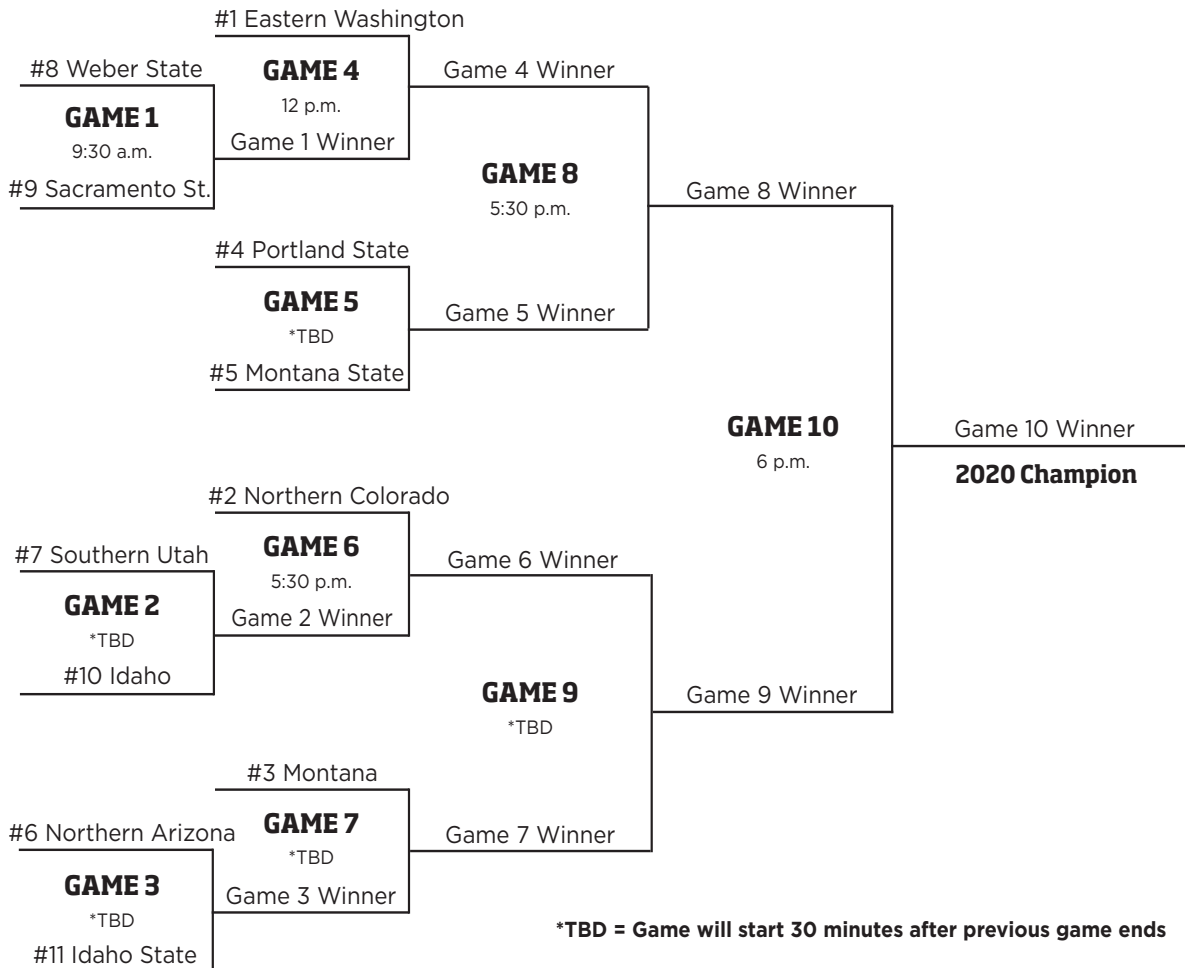 #1 Eastern Washington
#8 Weber State
GAME 4
Game 4 Winner
GAME 1
12 p.m.
9:30 a.m.
Game 1 Winner
#9 Sacramento St.
GAME 8
5:30 p.m.
Game 8 Winner
#4 Portland State
GAME 5
*TBD
Game 5 Winner
#5 Montana State
GAME 10
6 p.m.
Game 10 Winner
2020 Champion
#2 Northern Colorado
#7 Southern Utah
GAME 6
5:30 p.m.
Game 6 Winner
GAME 2
*TBD
Game 2 Winner
#10 Idaho
GAME 9
*TBD
Game 9 Winner
#3 Montana
#6 Northern Arizona
GAME 7
*TBD
Game 7 Winner
GAME 3
*TBD
Game 3 Winner
#11 Idaho State
*TBD = Game will start 30 minutes after previous game ends